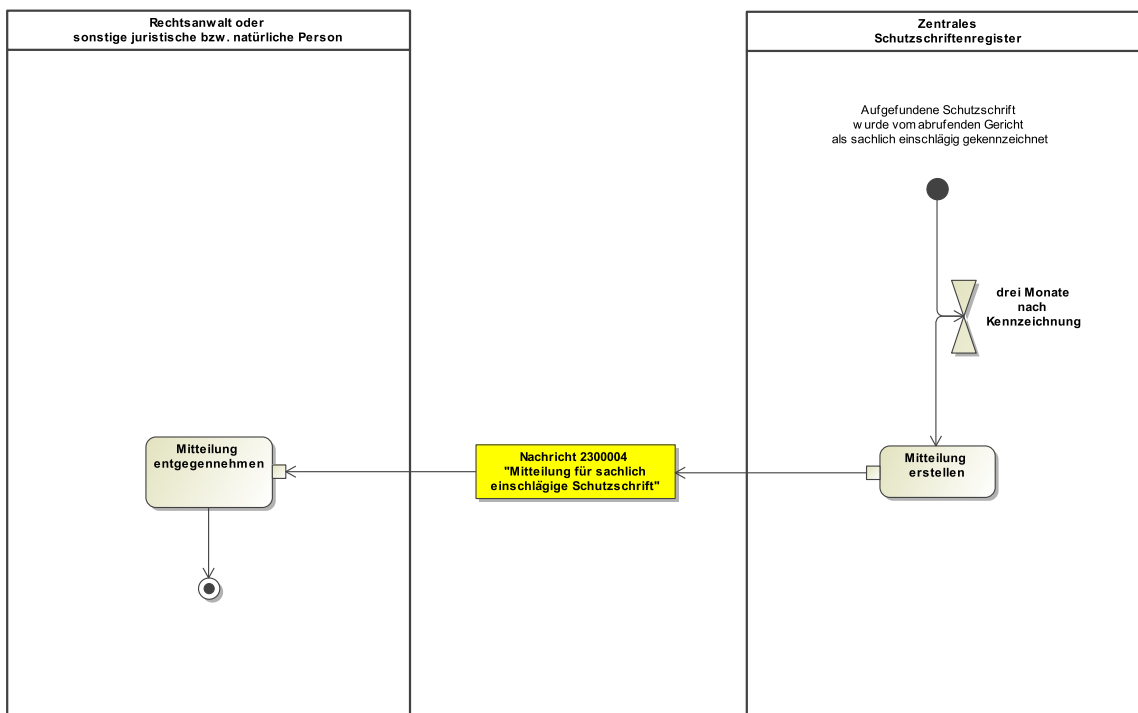 Rechtsanwalt oder
sonstige juristische bzw. natürliche Person
Zentrales
Schutzschriftenregister
Aufgefundene Schutzschrift
wurde vom abrufenden Gericht
als sachlich einschlägig gekennzeichnet
drei Monate
nach
Kennzeichnung
Mitteilung
entgegennehmen
Nachricht 2300004
"Mitteilung für sachlich
einschlägige Schutzschrift"
Mitteilung
erstellen